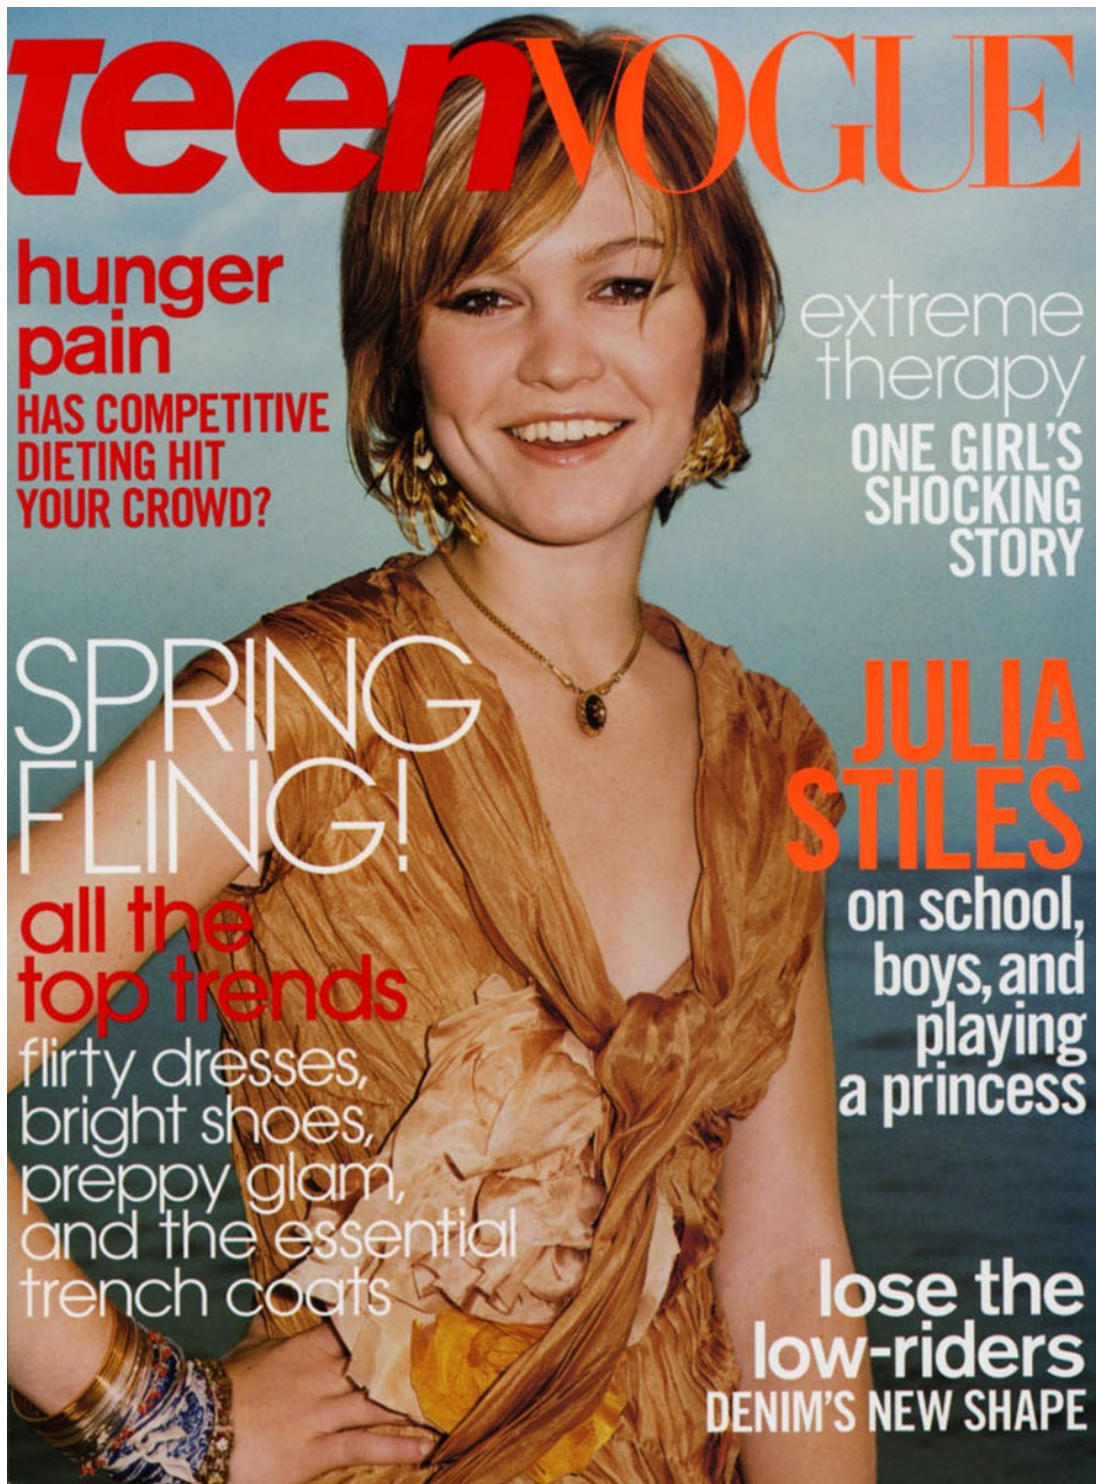 TeenVOGUE
hunger
pain
HAS COMPETITIVE
DIETING HIT
YOUR CROWD?
extreme
therapy
ONE GIRL'S
SHOCKING
STORY
SPRING
FLING!
all the
top trends
flirty dresses,
bright shoes,
preppy glam,
and the essential
trench coats
JULIA
STILES
on school,
boys, and
playing
a princess
lose the
low-riders
DENIM'S NEW SHAPE